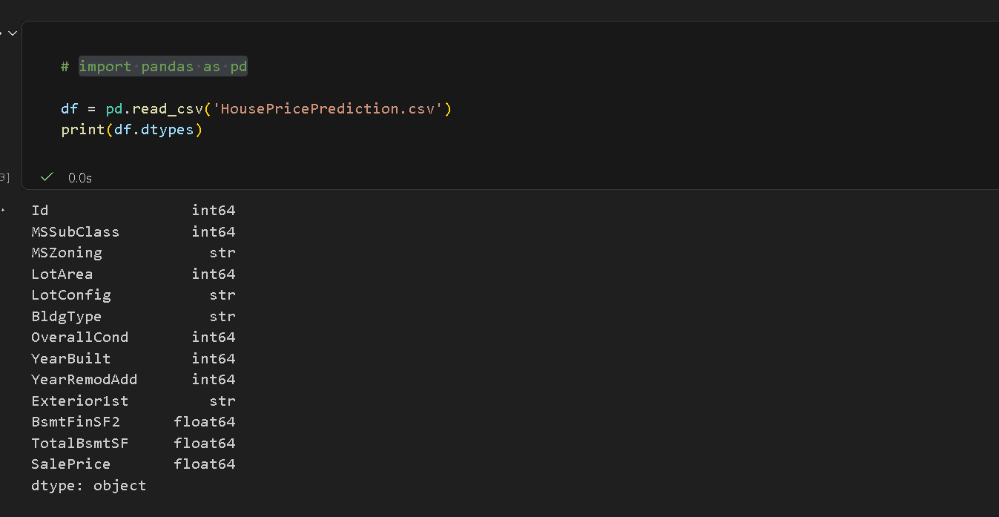 # import pandas as pd
df = pd.read_csv('HousePricePrediction.csv')
print(df.dtypes)
3] 0.0s
Id int64
MSSubClass int64
MSZoning str
LotArea int64
LotConfig str
BldgType str
OverallCond int64
YearBuilt int64
YearRemodAdd int64
Exterior1st str
BsmtFinSF2 float64
TotalBsmtSF float64
SalePrice float64
dtype: object